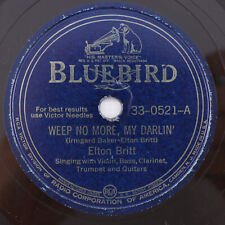 "HIS MASTER'S VOICE"
BLUEBIRD
For best results
use Victor Needles
33-0521-A
WEEP NO MORE, MY DARLIN'
(Irmgard Baker-Elton Britt)
Elton Britt
Singing with Violin, Bass, Clarinet,
Trumpet and Guitars
RCA
RADIO CORPORATION OF AMERICA